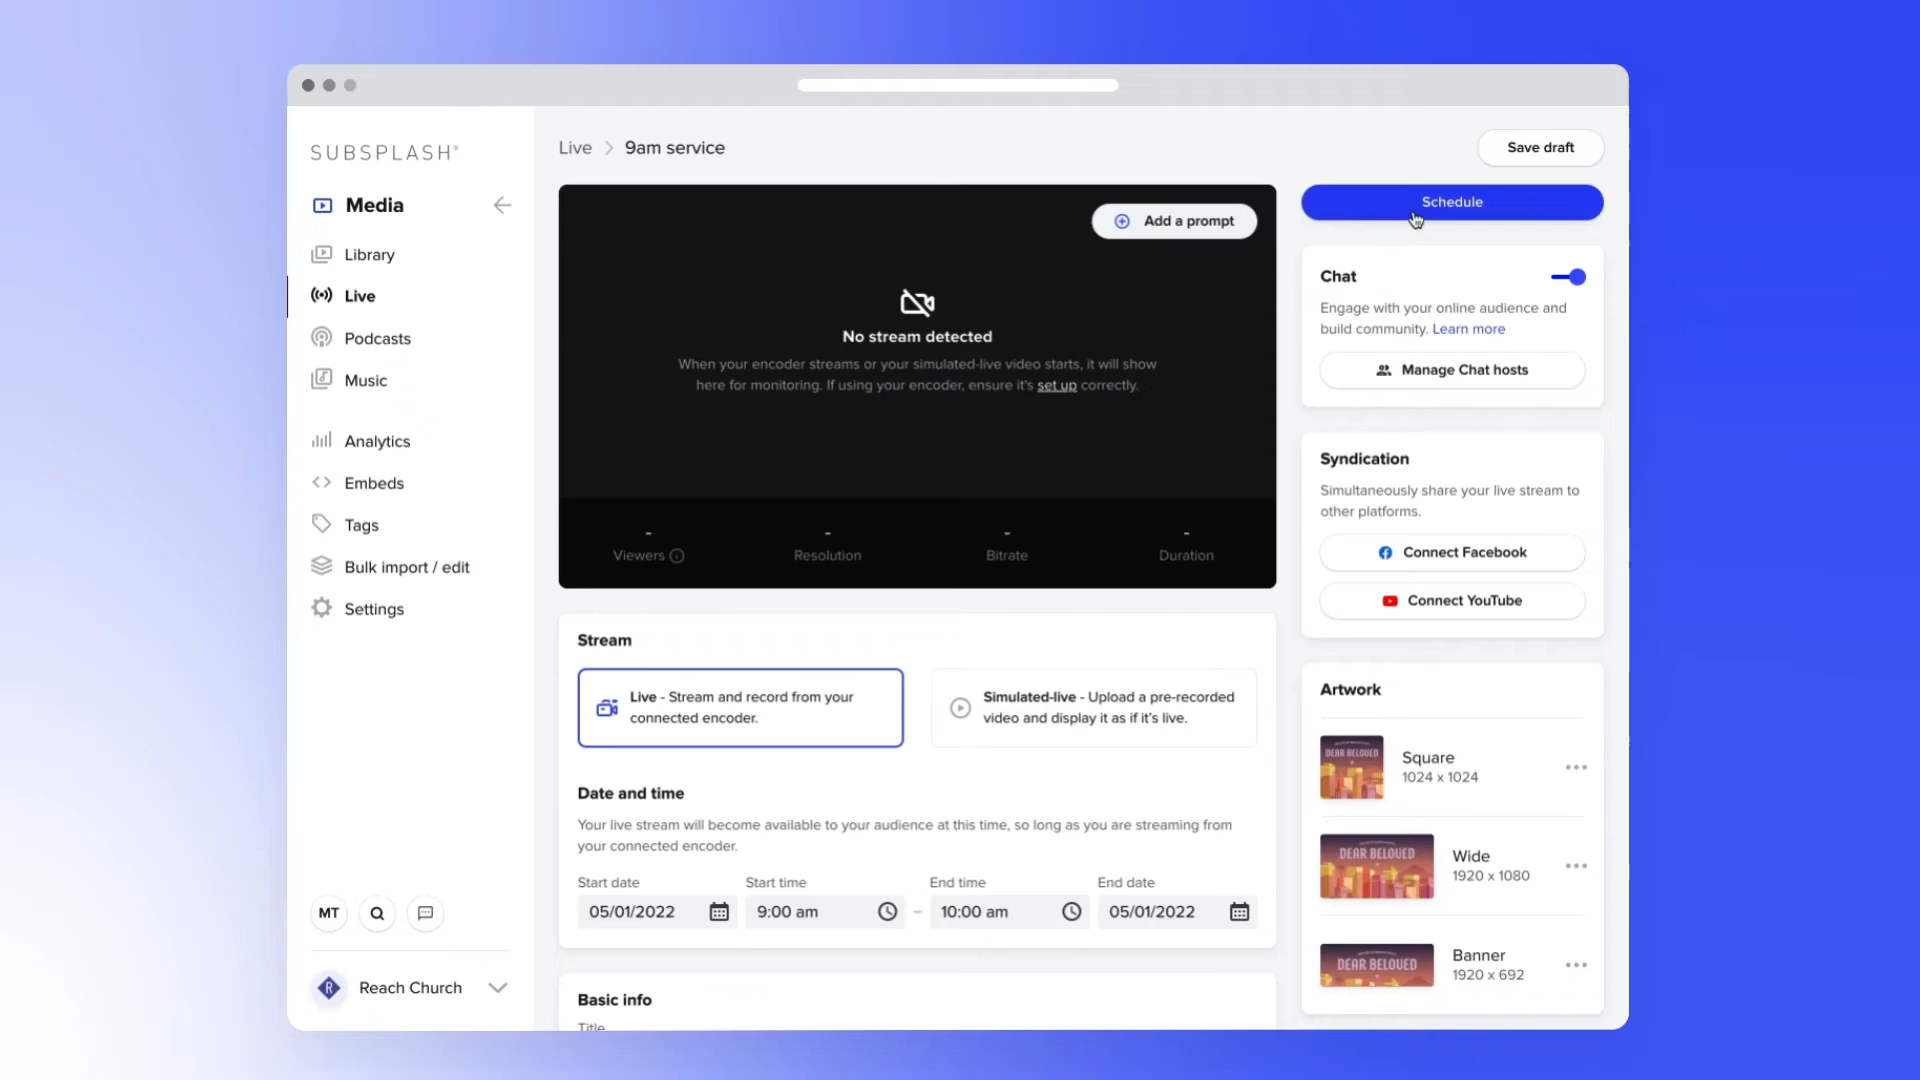 SUBSPLASH®
Media
Library
Live
Podcasts
Music
Analytics
Embeds
Tags
Bulk import / edit
Settings
MT
R
Reach Church
Live > 9am service
Save draft
Add a prompt
No stream detected
When your encoder streams or your simulated-live video starts, it will show
here for monitoring. If using your encoder, ensure it's set up correctly.
- - - -
Viewers Resolution Bitrate Duration
Stream
Live - Stream and record from your
connected encoder.
Simulated-live - Upload a pre-recorded
video and display it as if it's live.
Date and time
Your live stream will become available to your audience at this time, so long as you are streaming from
your connected encoder.
Start date Start time End time End date
05/01/2022 9:00 am – 10:00 am 05/01/2022
Basic info
Title
Schedule
Chat
Engage with your online audience and
build community. Learn more
Manage Chat hosts
Syndication
Simultaneously share your live stream to
other platforms.
Connect Facebook
Connect YouTube
Artwork
DEAR BELOVED
Square
1024 x 1024
DEAR BELOVED
Wide
1920 x 1080
DEAR BELOVED
Banner
1920 x 692